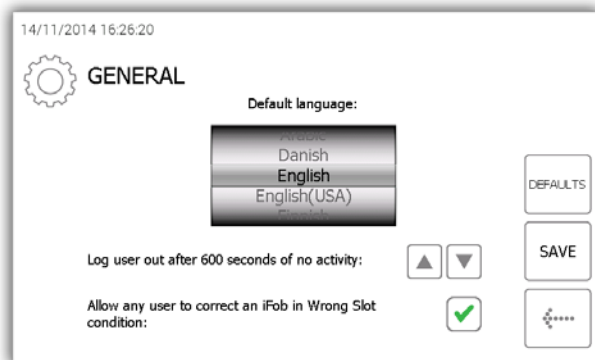 14/11/2014 16:26:20
GENERAL
Default language:
Arabic
Danish
English
English(USA)
Finnish
DEFAULTS
Log user out after 600 seconds of no activity:
SAVE
Allow any user to correct an iFob in Wrong Slot
condition: